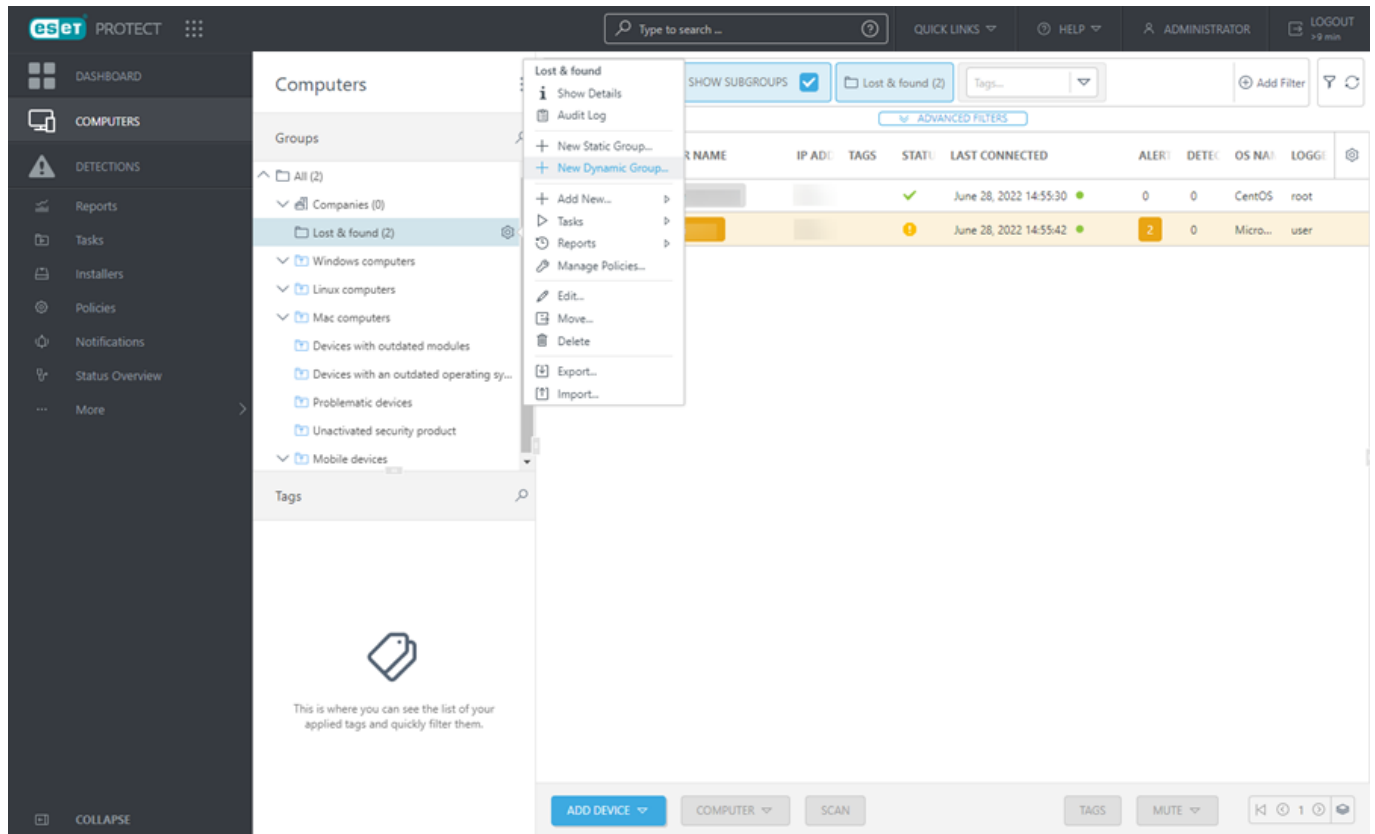 eset PROTECT
Type to search ...
QUICK LINKS
HELP
ADMINISTRATOR
LOGOUT
>9 min
DASHBOARD
COMPUTERS
DETECTIONS
Reports
Tasks
Installers
Policies
Notifications
Status Overview
More
COLLAPSE
Computers
Groups
All (2)
Companies (0)
Lost & found (2)
Windows computers
Linux computers
Mac computers
Devices with outdated modules
Devices with an outdated operating sy...
Problematic devices
Unactivated security product
Mobile devices
Tags
This is where you can see the list of your
applied tags and quickly filter them.
Lost & found
Show Details
Audit Log
New Static Group...
New Dynamic Group...
Add New...
Tasks
Reports
Manage Policies...
Edit...
Move...
Delete
Export...
Import...
SHOW SUBGROUPS
Lost & found (2)
Tags...
Add Filter
ADVANCED FILTERS
R NAME IP ADD TAGS STATU LAST CONNECTED ALERT DETEC OS NAM LOGGE
June 28, 2022 14:55:30 0 0 CentOS root
June 28, 2022 14:55:42 2 0 Micro... user
ADD DEVICE COMPUTER SCAN TAGS MUTE 1